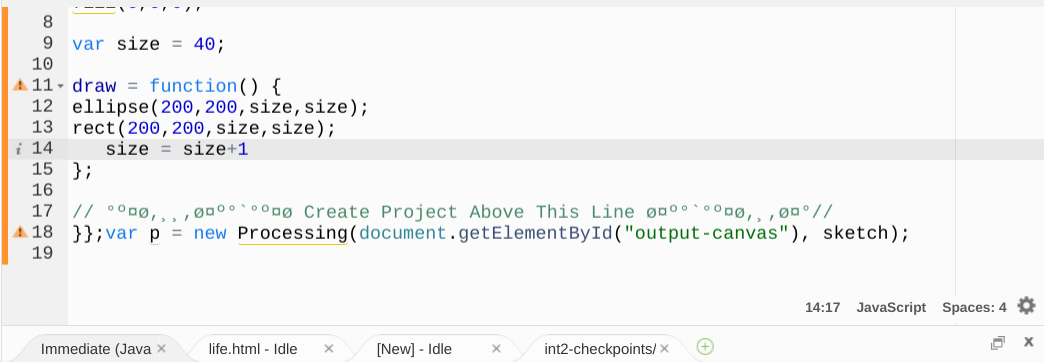 8
9 var size = 40;
10
11 draw = function() {
12 ellipse(200,200,size,size);
13 rect(200,200,size,size);
14 size = size+1
15 };
16
17 // °º¤ø,¸¸,ø¤º°`°º¤ø Create Project Above This Line ø¤º°`°º¤ø,¸,ø¤°//
18 }};var p = new Processing(document.getElementById("output-canvas"), sketch);
19
14:17 JavaScript Spaces: 4
Immediate (Java × life.html - Idle × [New] - Idle × int2-checkpoints/ ×